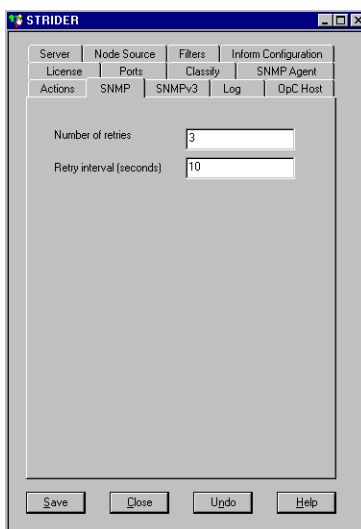 STRIDER
Server Node Source Filters Inform Configuration
License Ports Classify SNMP Agent
Actions SNMP SNMPv3 Log OpC Host
Number of retries 3
Retry interval (seconds) 10
Save Close Undo Help